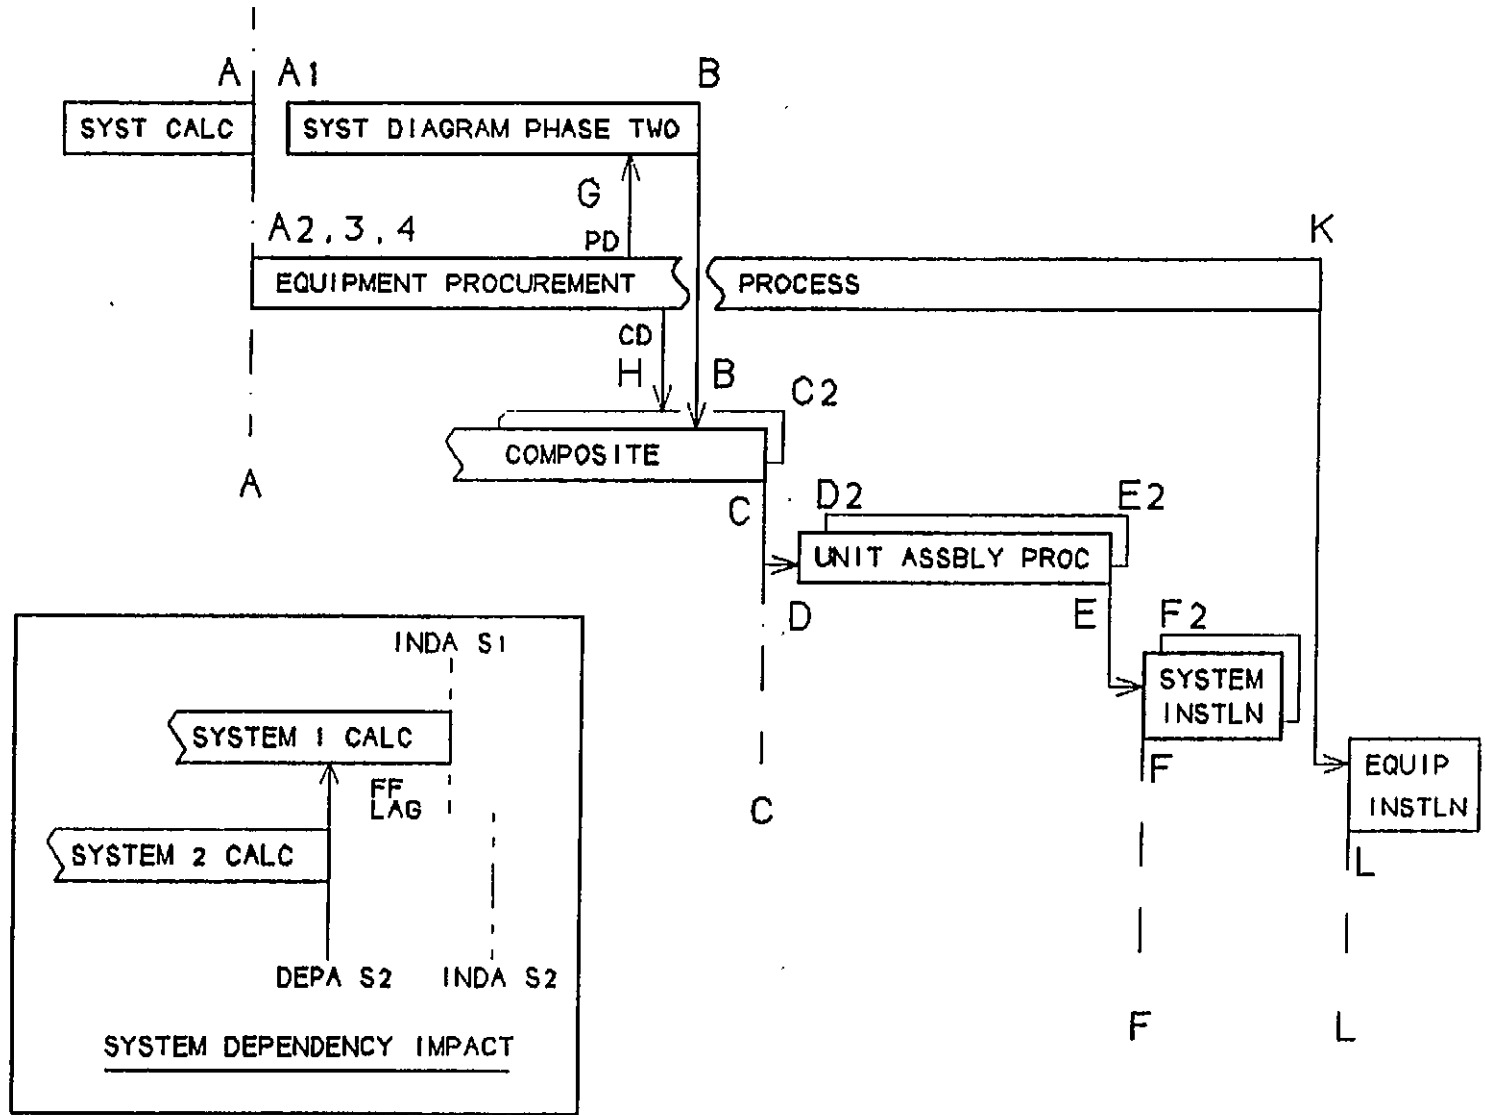 A A1 B
SYST CALC SYST DIAGRAM PHASE TWO
G
A2,3,4 PD K
EQUIPMENT PROCUREMENT PROCESS
CD
H B C2
COMPOSITE
A C D2 E2
UNIT ASSBLY PROC
D E F2
SYSTEM
INSTLN
F EQUIP
INSTLN
C L
F L
INDA S1
SYSTEM 1 CALC
FF
LAG
SYSTEM 2 CALC
DEPA S2 INDA S2
SYSTEM DEPENDENCY IMPACT